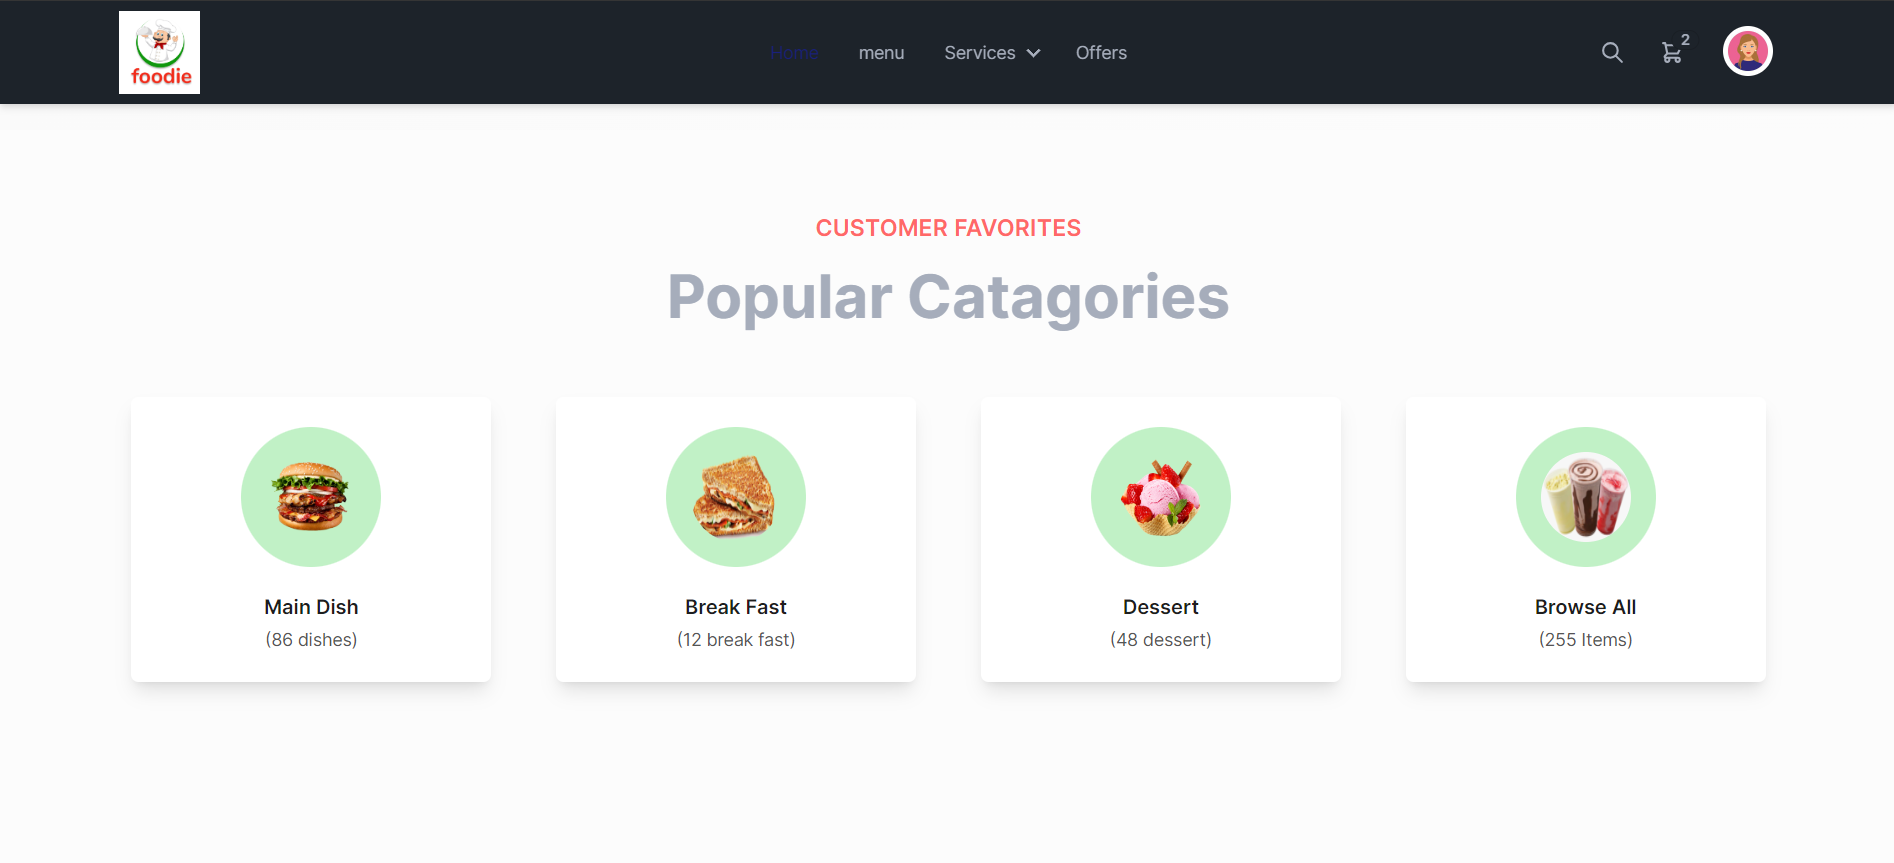 foodie
Home
menu
Services
Offers
2
CUSTOMER FAVORITES
Popular Catagories
Main Dish
(86 dishes)
Break Fast
(12 break fast)
Dessert
(48 dessert)
Browse All
(255 Items)